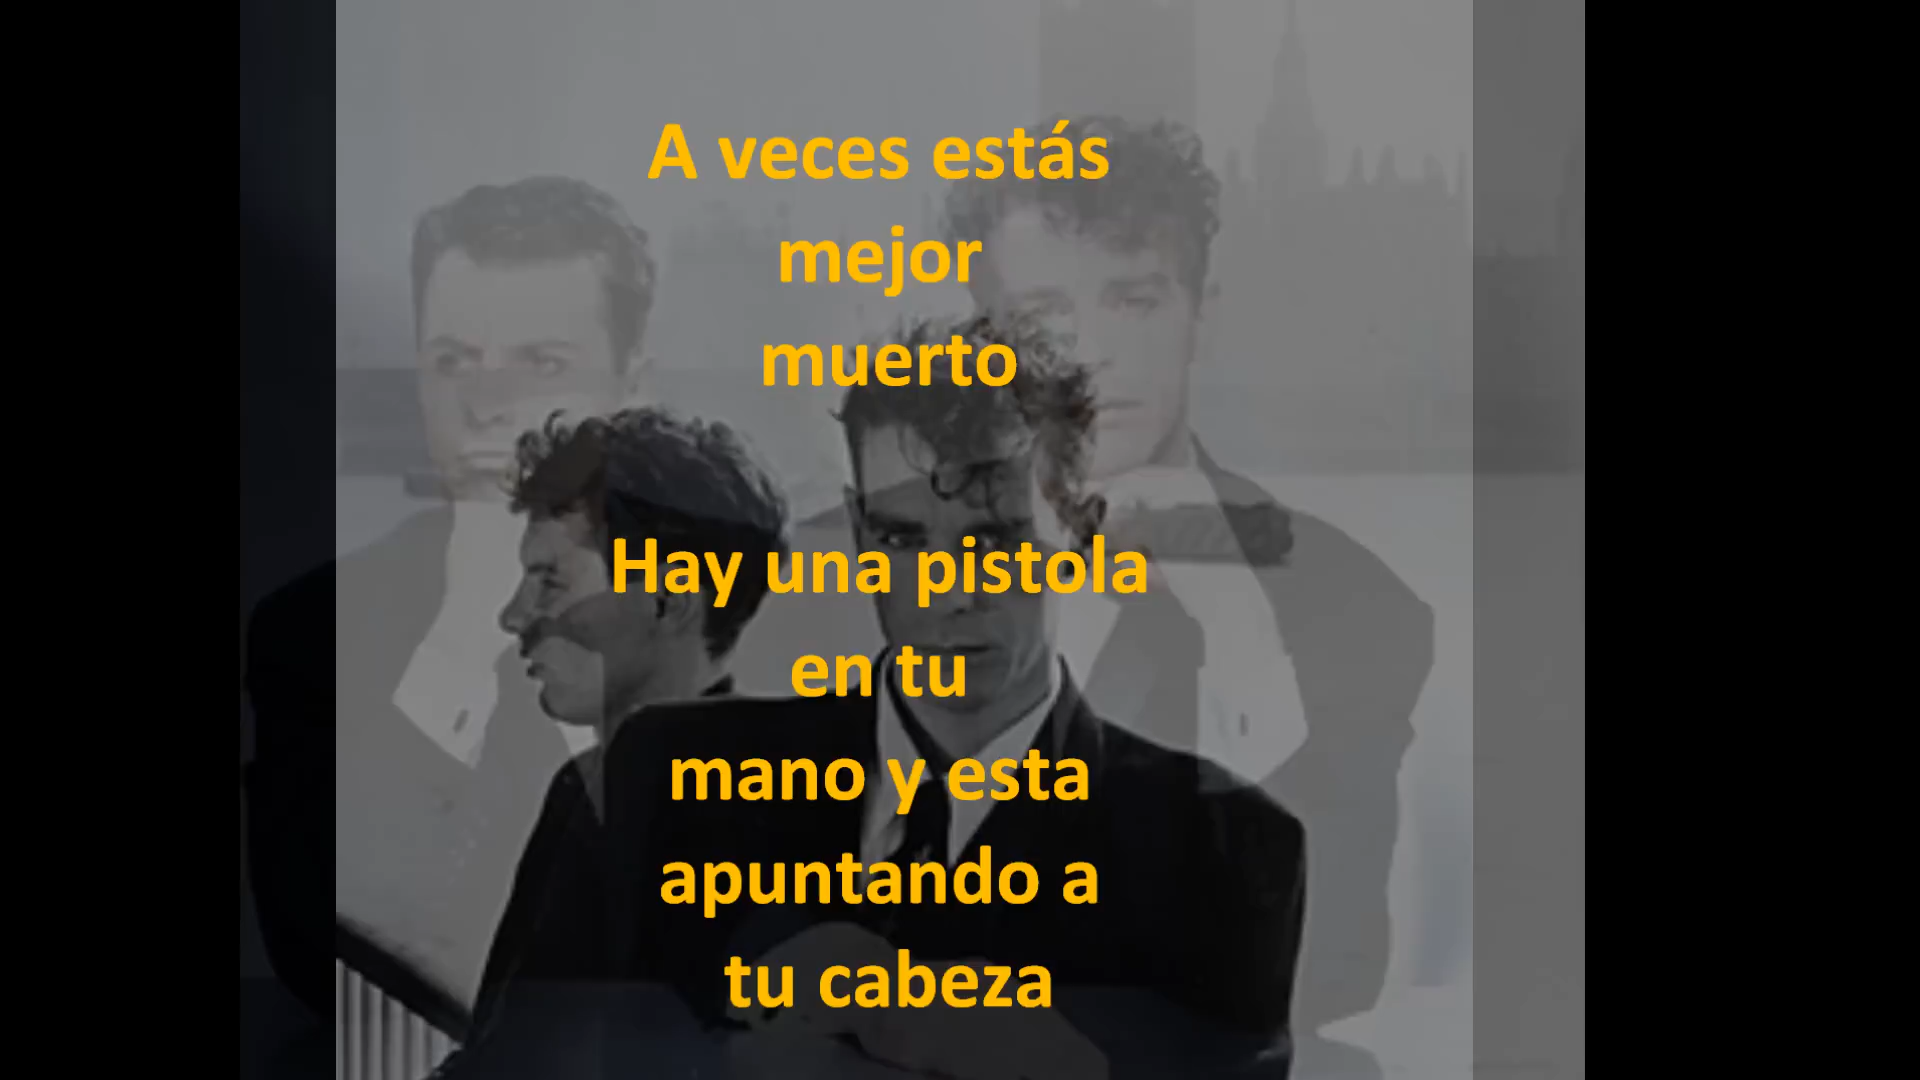 A veces estás
mejor
muerto
Hay una pistola
en tu
mano y esta
apuntando a
tu cabeza